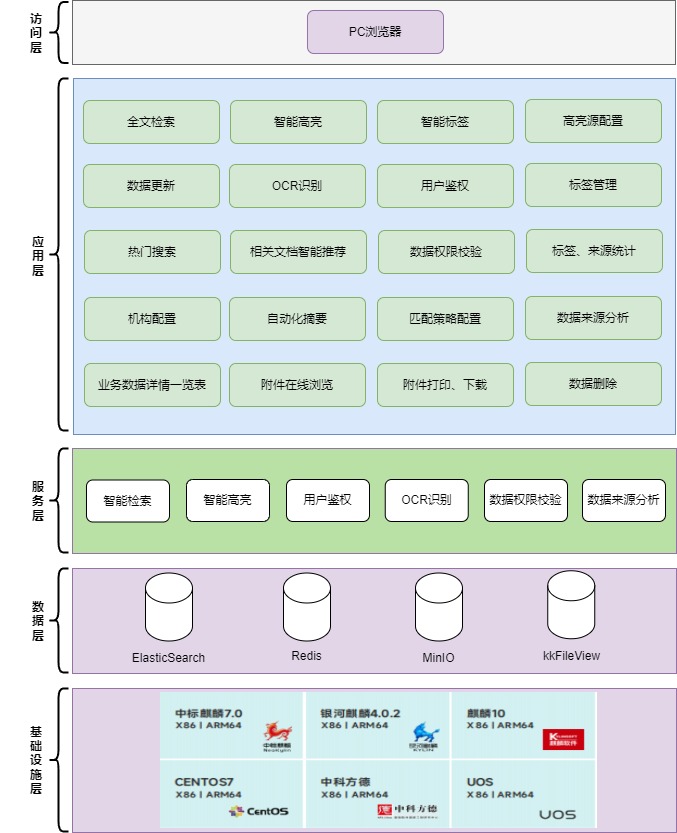 访问层
PC浏览器
应用层
全文检索
智能高亮
智能标签
高亮源配置
数据更新
OCR识别
用户鉴权
标签管理
热门搜索
相关文档智能推荐
数据权限校验
标签、来源统计
机构配置
自动化摘要
匹配策略配置
数据来源分析
业务数据详情一览表
附件在线浏览
附件打印、下载
数据删除
服务层
智能检索
智能高亮
用户鉴权
OCR识别
数据权限校验
数据来源分析
数据层
ElasticSearch
Redis
MinIO
kkFileView
基础设施层
中标麒麟7.0
X86 | ARM64
中标麒麟
NeoKylin
银河麒麟4.0.2
X86 | ARM64
银河麒麟
KYLIN
麒麟10
X86 | ARM64
KYLINSOFT
麒麟软件
CENTOS7
X86 | ARM64
CentOS
中科方德
X86 | ARM64
中科方德
UOS
X86 | ARM64
UOS